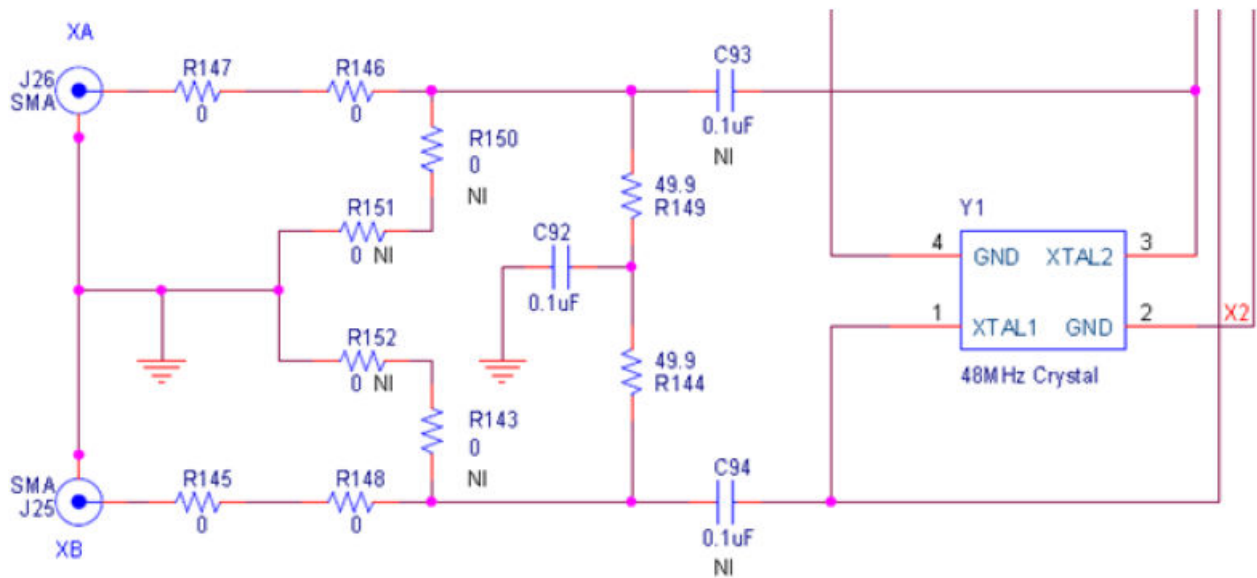 XA
J26
SMA
R147
0
R146
0
C93
0.1uF
NI
R150
0
NI
R151
0 NI
49.9
R149
C92
0.1uF
Y1
4
GND
XTAL2
3
1
XTAL1
GND
2
X2
48MHz Crystal
R152
0 NI
49.9
R144
R143
0
NI
SMA
J25
XB
R145
0
R148
0
C94
0.1uF
NI